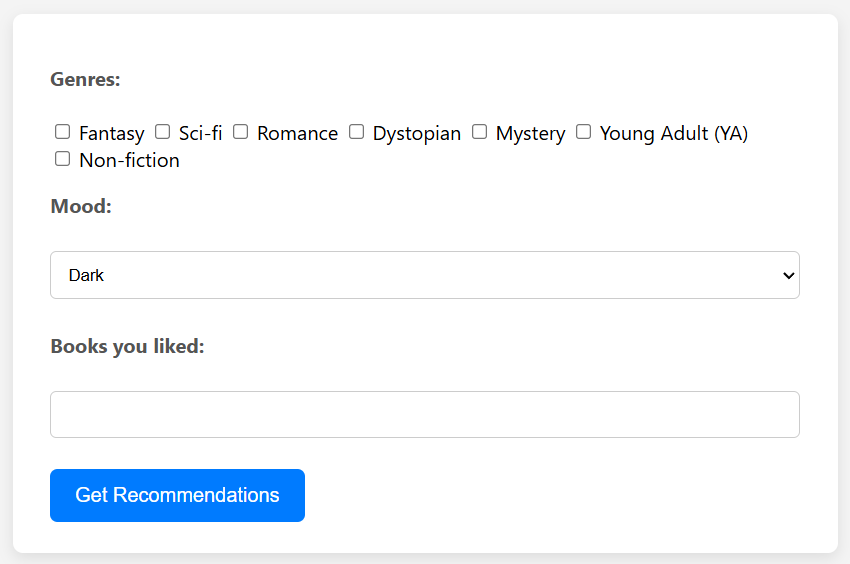 Genres:
Fantasy Sci-fi Romance Dystopian Mystery Young Adult (YA)
Non-fiction
Mood:
Dark
Books you liked:
Get Recommendations